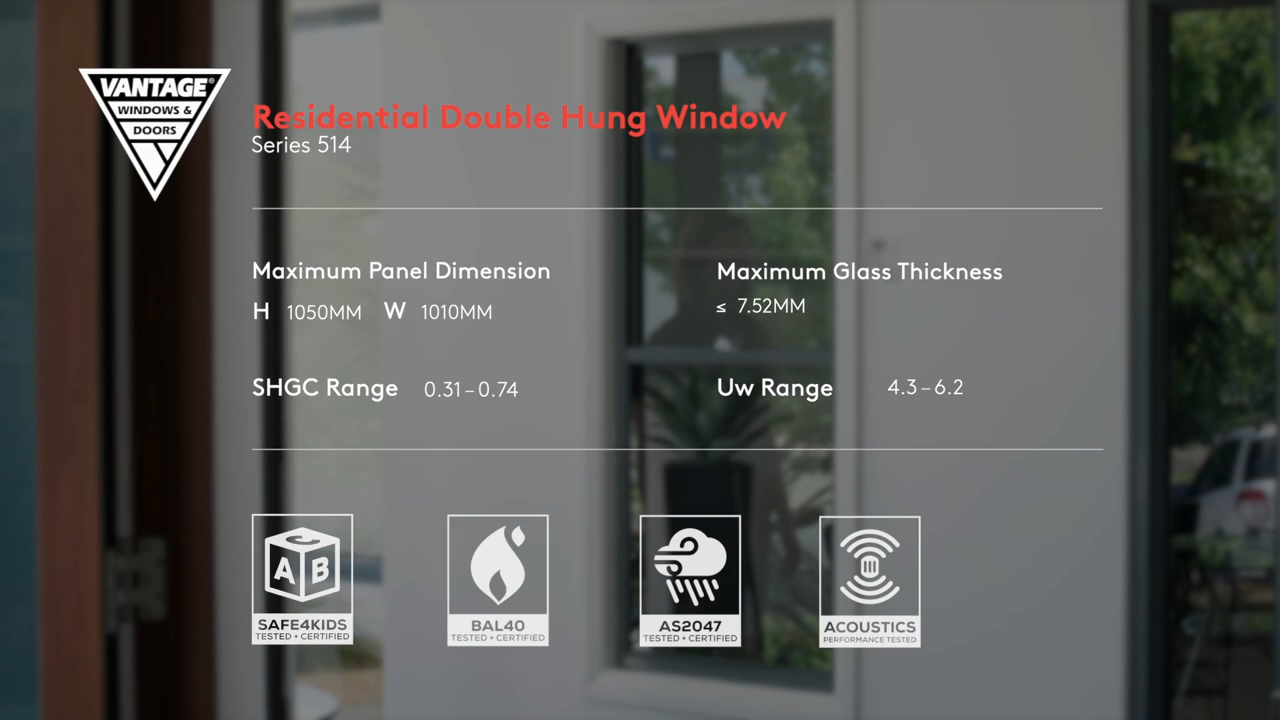 VANTAGE®
WINDOWS &
DOORS
Residential Double Hung Window
Series 514
Maximum Panel Dimension
H 1050MM W 1010MM
Maximum Glass Thickness
≤ 7.52MM
SHGC Range 0.31 – 0.74
Uw Range 4.3 – 6.2
C
A B
SAFE4KIDS
TESTED + CERTIFIED
BAL40
TESTED + CERTIFIED
AS2047
TESTED + CERTIFIED
ACOUSTICS
PERFORMANCE TESTED